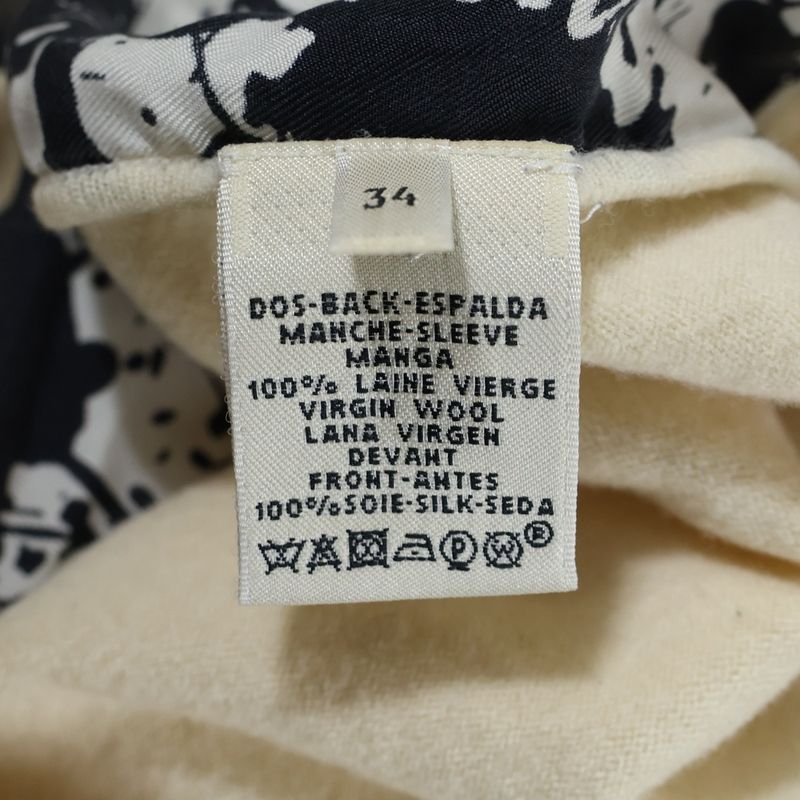 34
DOS-BACK-ESPALDA
MANCHE-SLEEVE
MANGA
100% LAINE VIERGE
VIRGIN WOOL
LANA VIRGEN
DEVANT
FRONT-ANTES
100%SOIE-SILK-SEDA
P W ®